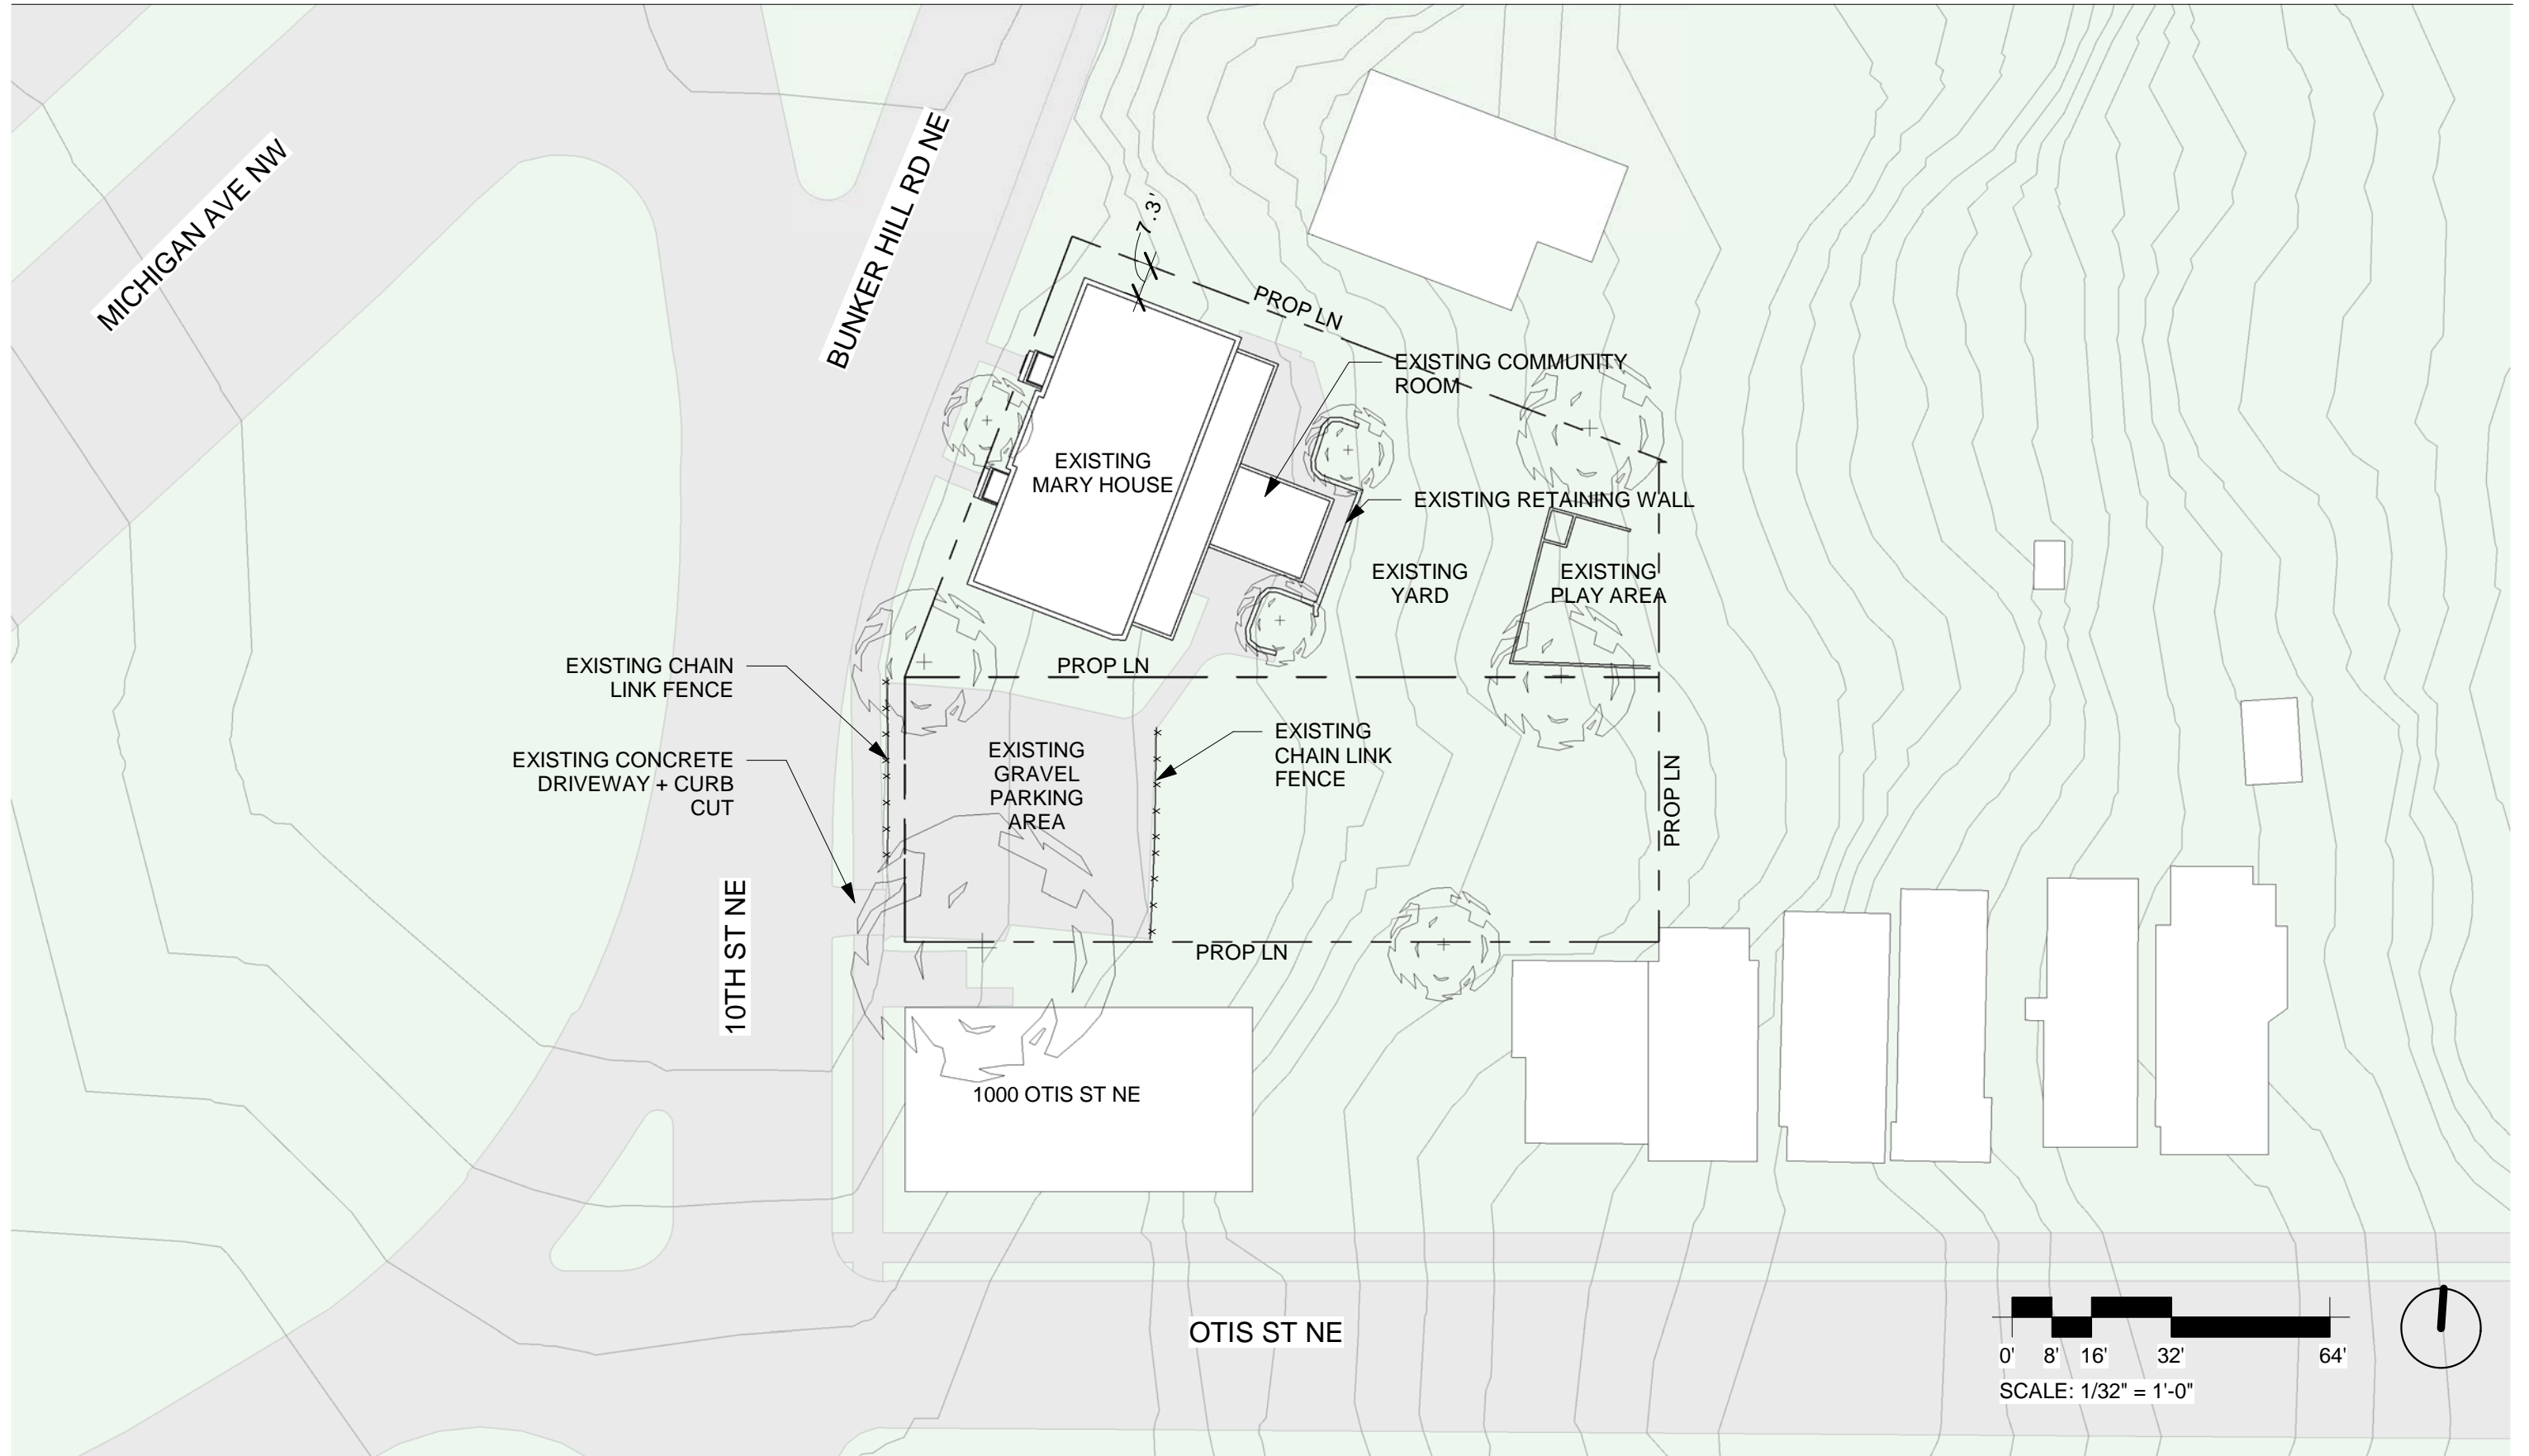 MICHIGAN AVE NW
BUNKER HILL RD NE
7.3'
PROP LN
EXISTING COMMUNITY
ROOM
EXISTING
MARY HOUSE
EXISTING RETAINING WALL
EXISTING
YARD
EXISTING
PLAY AREA
EXISTING CHAIN
LINK FENCE
PROP LN
EXISTING CONCRETE
DRIVEWAY + CURB
CUT
EXISTING
GRAVEL
PARKING
AREA
EXISTING
CHAIN LINK
FENCE
PROP LN
10TH ST NE
PROP LN
1000 OTIS ST NE
OTIS ST NE
0' 8' 16' 32' 64'
SCALE: 1/32" = 1'-0"